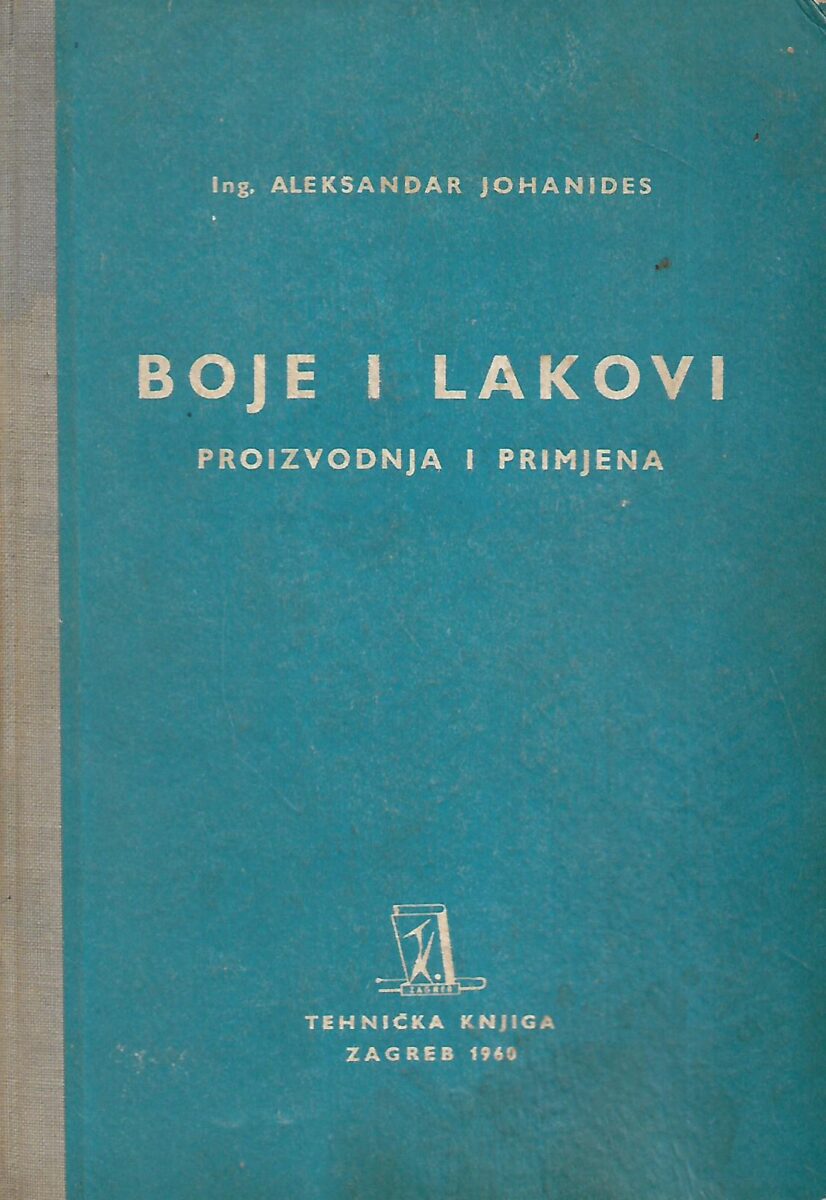 Ing. ALEKSANDAR JOHANIDES
BOJE I LAKOVI
PROIZVODNJA I PRIMJENA
T.K.
ZAGREB
TEHNIČKA KNJIGA
ZAGREB 1960